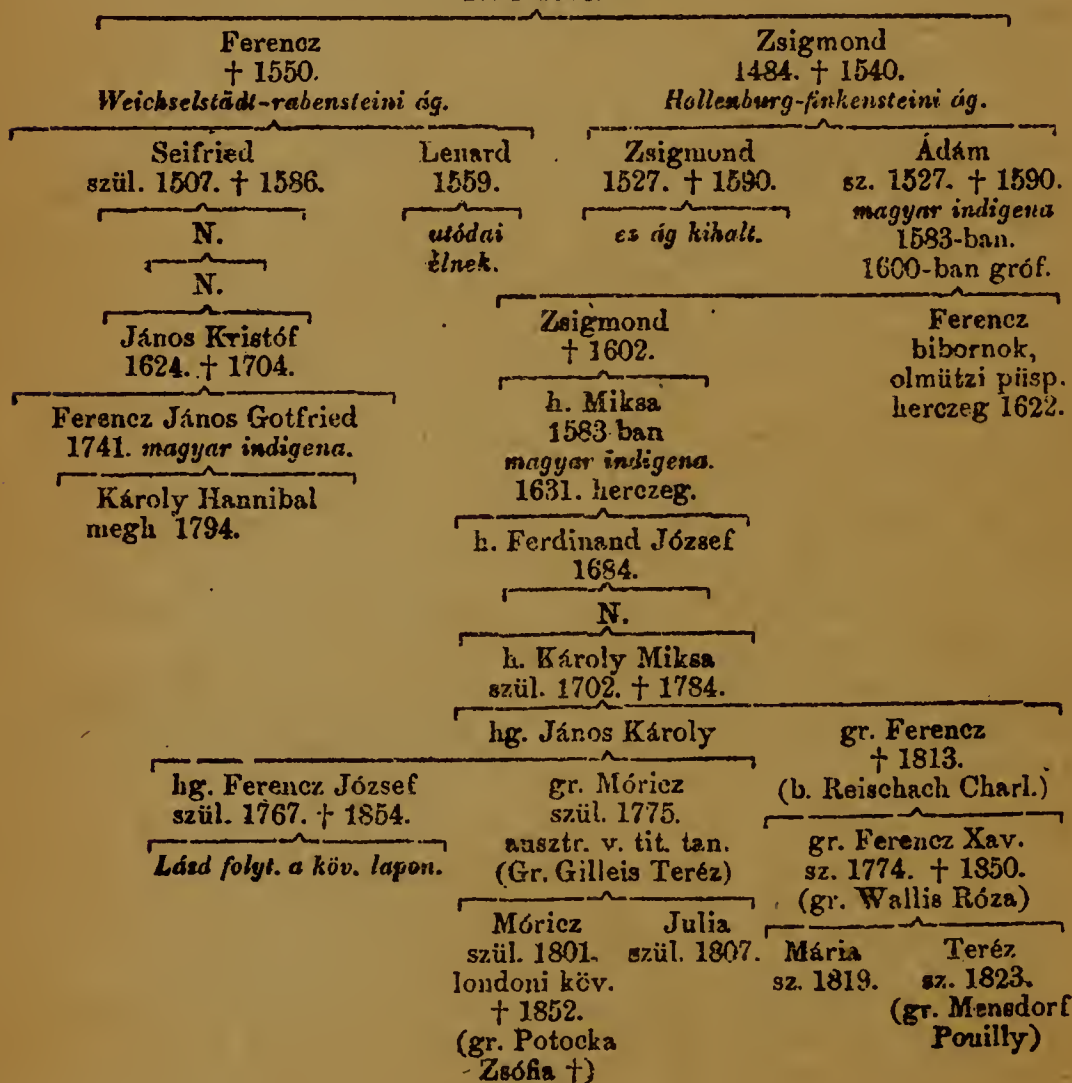 Ferencz
† 1550.
Weichselstädt-rabensteini ág.
Zsigmond
1484. † 1540.
Hollenburg-finkensteini ág.
Seifried
szül. 1507. † 1586.
Lenard
1559.
Zsigmund
1527. † 1590.
Ádám
sz. 1527. † 1590.
magyar indigena
1583-ban.
1600-ban gróf.
N.
utódai
élnek.
ez ág kihalt.
N.
János Kristóf
1624. † 1704.
Zsigmond
† 1602.
Ferencz
bibornok,
olmützi püsp.
herczeg 1622.
Ferencz János Gotfried
1741. magyar indigena.
h. Miksa
1583 ban
magyar indigena.
1631. herczeg.
Károly Hannibal
megh 1794.
h. Ferdinand József
1684.
N.
h. Károly Miksa
szül. 1702. † 1784.
hg. János Károly
gr. Ferencz
† 1813.
(b. Reischach Charl.)
hg. Ferencz József
szül. 1767. † 1854.
Lásd folyt. a köv. lapon.
gr. Móricz
szül. 1775.
ausztr. v. tit. tan.
(Gr. Gilleis Teréz)
gr. Ferencz Xav.
sz. 1774. † 1850.
(gr. Wallis Róza)
Móricz
szül. 1801.
londoni köv.
† 1852.
(gr. Potocka
Zsófia †)
Julia
szül. 1807.
Mária
sz. 1819.
Teréz
sz. 1823.
(gr. Mensdorf
Pouilly)